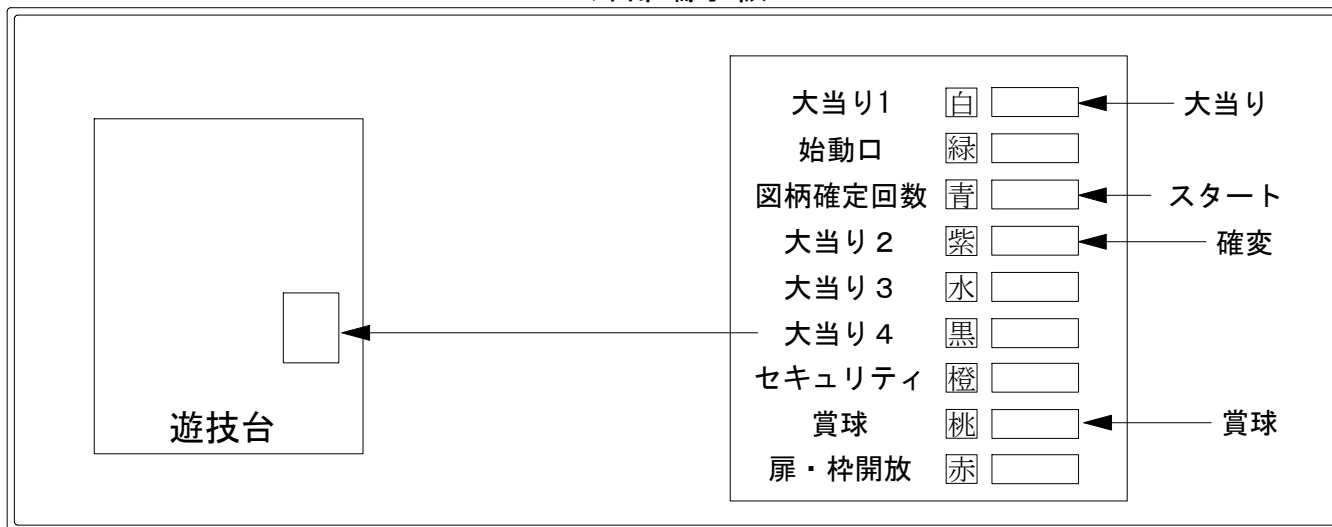 大当り1 白 大当り
始動口 緑
図柄確定回数 青 スタート
大当り２ 紫 確変
大当り３ 水
大当り４ 黒
セキュリティ 橙
賞球 桃 賞球
扉・枠開放 赤
遊技台